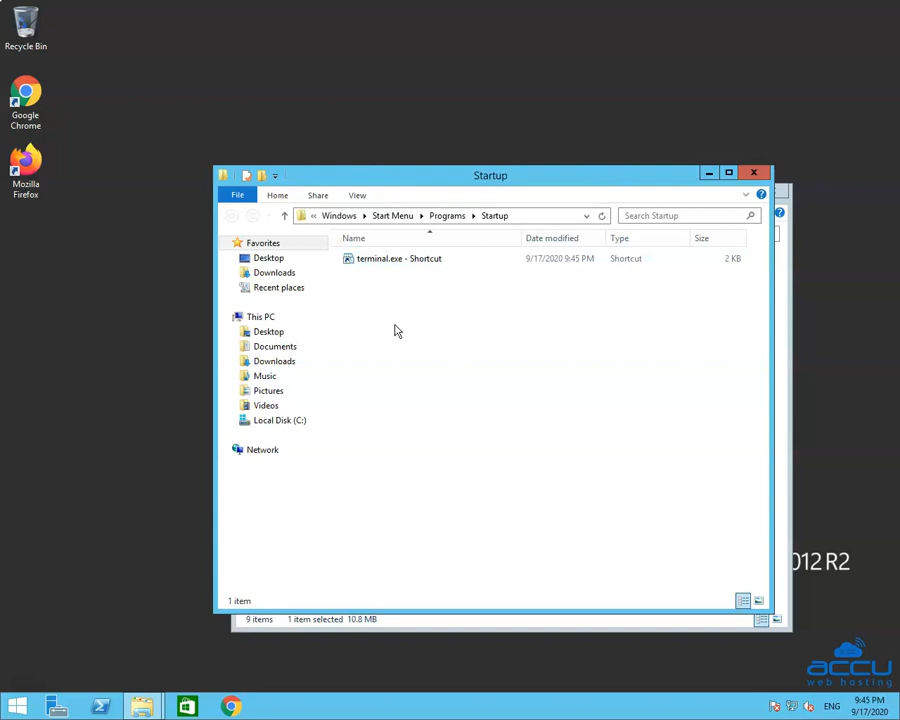 Recycle Bin
Google
Chrome
Mozilla
Firefox
Startup
File Home Share View
« Windows Start Menu Programs Startup
Search Startup
Name Date modified Type Size
terminal.exe - Shortcut 9/17/2020 9:45 PM Shortcut 2 KB
Favorites
Desktop
Downloads
Recent places
This PC
Desktop
Documents
Downloads
Music
Pictures
Videos
Local Disk (C:)
Network
1 item
9 items 1 item selected 10.8 MB
012 R2
accu
web hosting
ENG
9:45 PM
9/17/2020